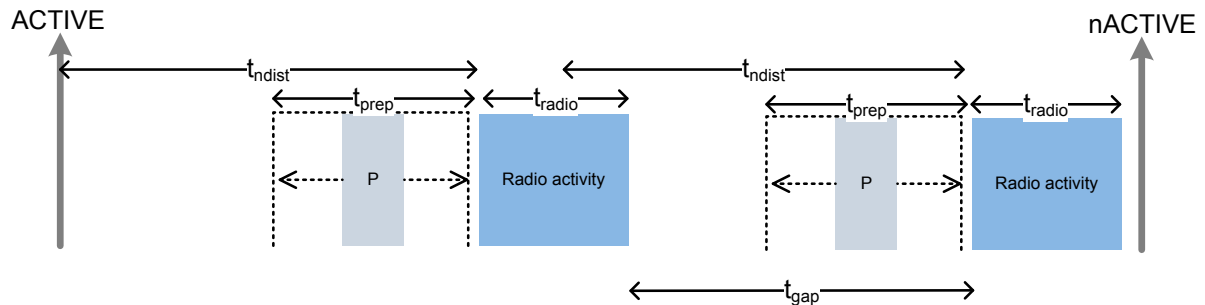 ACTIVE
nACTIVE
tndist
tndist
tprep
tradio
tprep
tradio
P
Radio activity
P
Radio activity
tgap